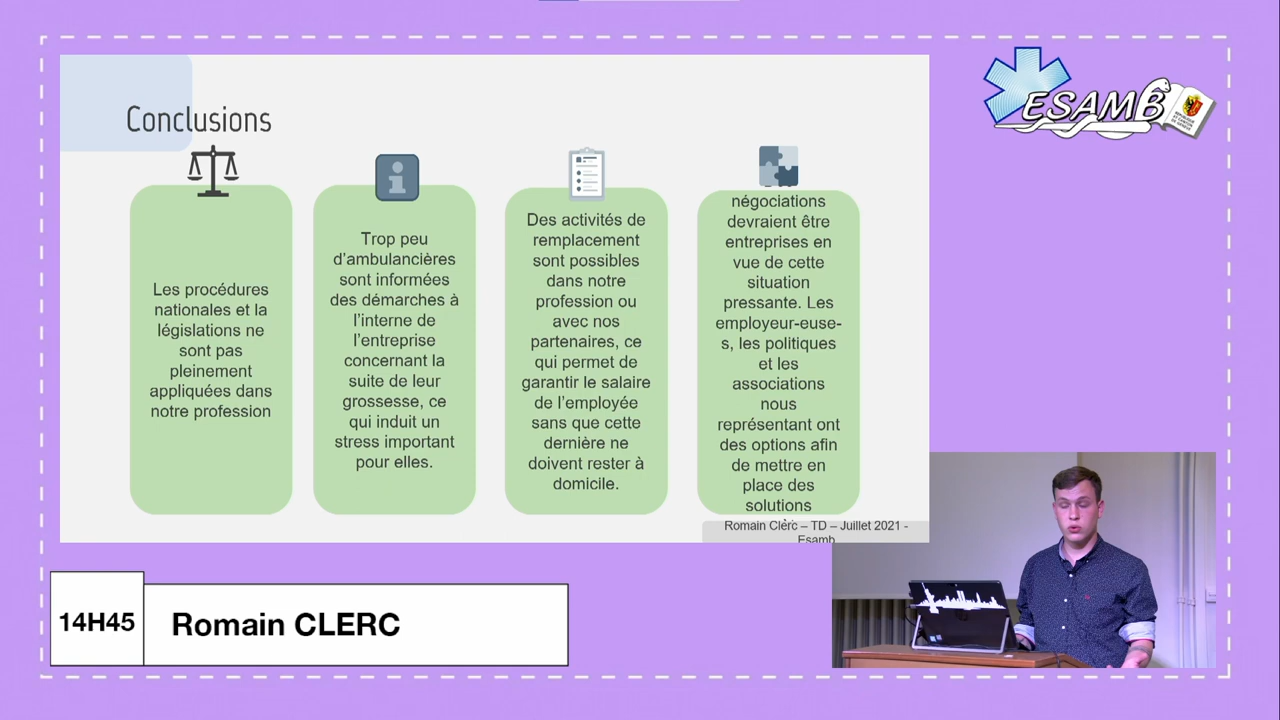 ESAMB
Conclusions
Les procédures
nationales et la
législations ne
sont pas
pleinement
appliquées dans
notre profession
Trop peu
d’ambulancières
sont informées
des démarches à
l’interne de
l’entreprise
concernant la
suite de leur
grossesse, ce
qui induit un
stress important
pour elles.
Des activités de
remplacement
sont possibles
dans notre
profession ou
avec nos
partenaires, ce
qui permet de
garantir le salaire
de l’employée
sans que cette
dernière ne
doivent rester à
domicile.
négociations
devraient être
entreprises en
vue de cette
situation
pressante. Les
employeur-euse-
s, les politiques
et les
associations
nous
représentant ont
des options afin
de mettre en
place des
solutions
Romain Clerc – TD – Juillet 2021 -
Esamb
14H45
Romain CLERC